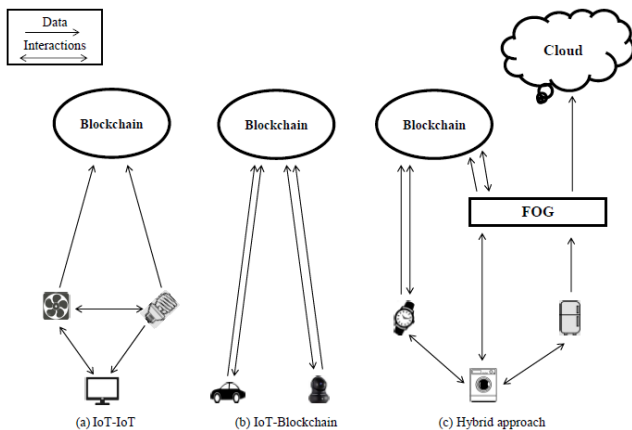 Data
Interactions
Cloud
Blockchain
Blockchain
Blockchain
FOG
(a) IoT-IoT
(b) IoT-Blockchain
(c) Hybrid approach